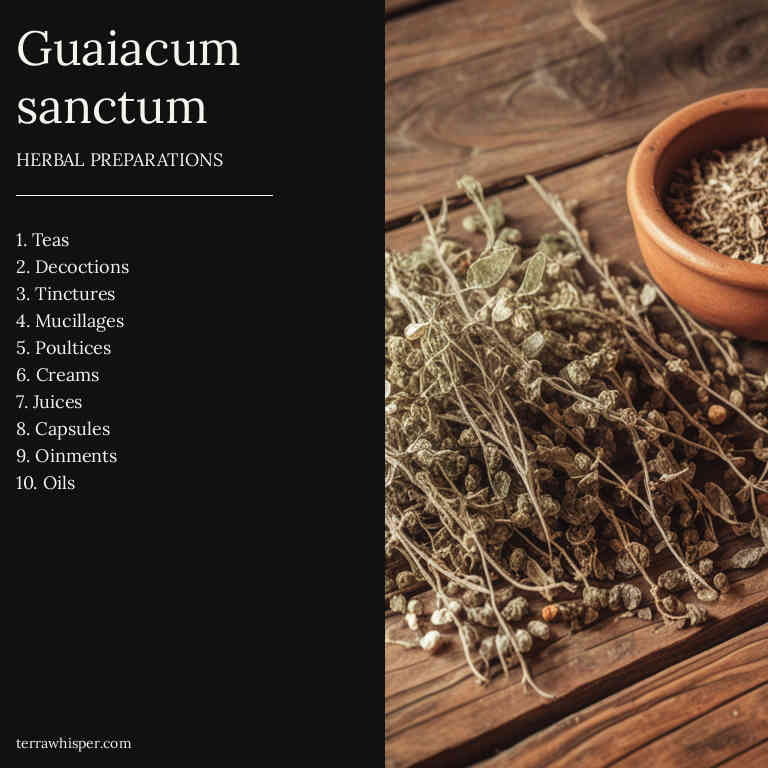 Guaiacum
sanctum
HERBAL PREPARATIONS
1. Teas
2. Decoctions
3. Tinctures
4. Mucillages
5. Poultices
6. Creams
7. Juices
8. Capsules
9. Oinments
10. Oils
terrawhisper.com